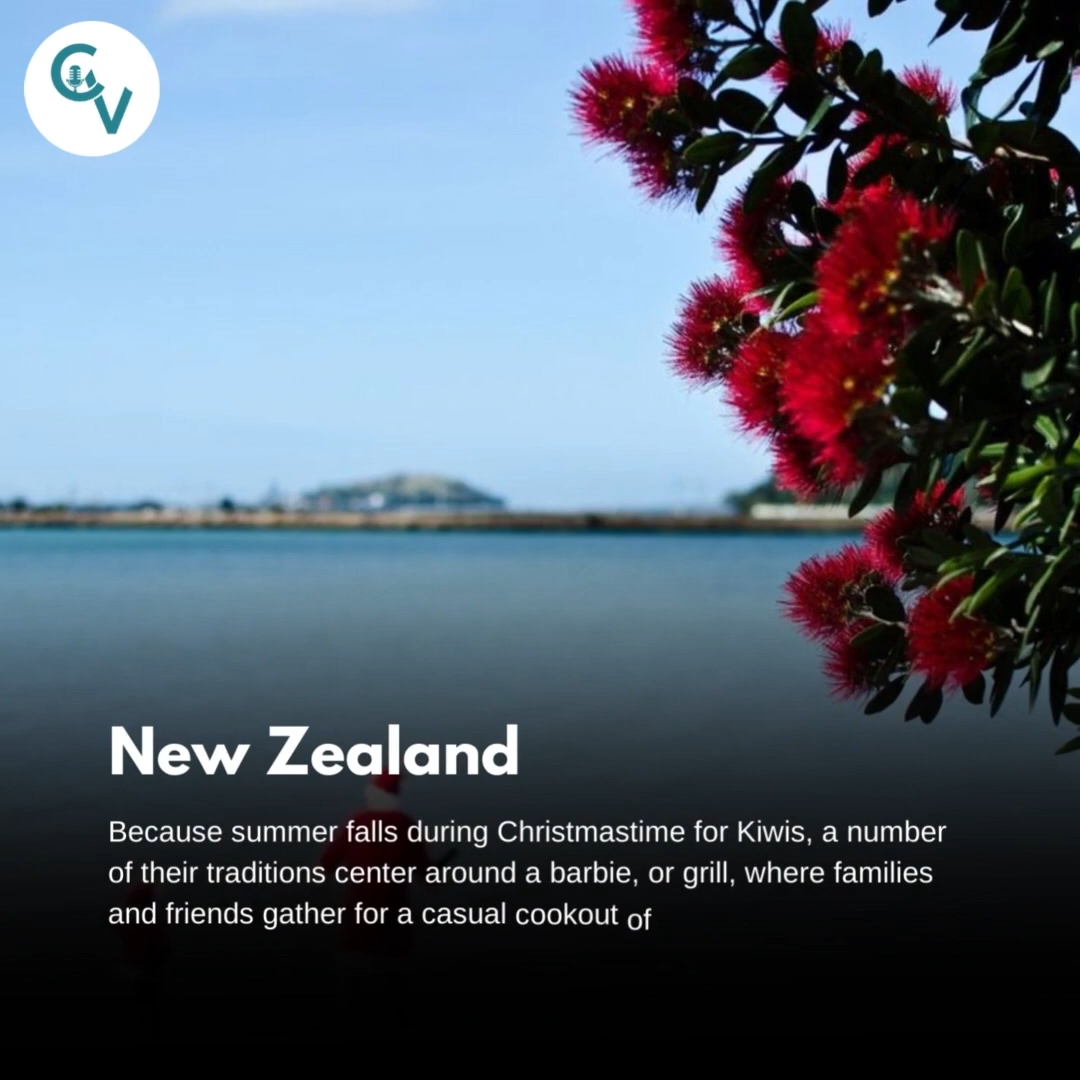 CV
New Zealand
Because summer falls during Christmastime for Kiwis, a number
of their traditions center around a barbie, or grill, where families
and friends gather for a casual cookout of